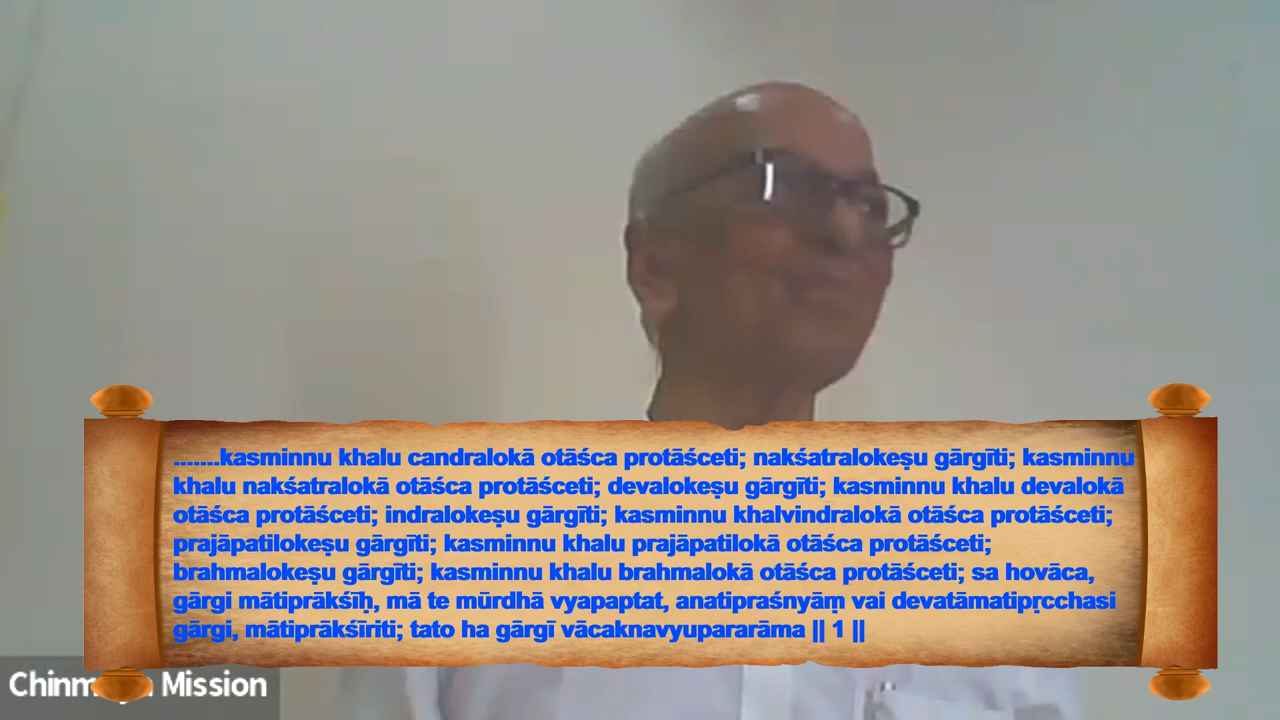 .......kasminnu khalu candralokā otāśca protāśceti; nakśatralokeṣu gārgīti; kasminnu
khalu nakśatralokā otāśca protāśceti; devalokeṣu gārgīti; kasminnu khalu devalokā
otāśca protāśceti; indralokeṣu gārgīti; kasminnu khalvindralokā otāśca protāśceti;
prajāpatilokeṣu gārgīti; kasminnu khalu prajāpatilokā otāśca protāśceti;
brahmalokeṣu gārgīti; kasminnu khalu brahmalokā otāśca protāśceti; sa hovāca,
gārgi mātiprākśīḥ, mā te mūrdhā vyapaptat, anatipraśnyāṃ vai devatāmatipṛcchasi
gārgi, mātiprākśīriti; tato ha gārgī vācaknavyupararāma || 1 ||
Mission